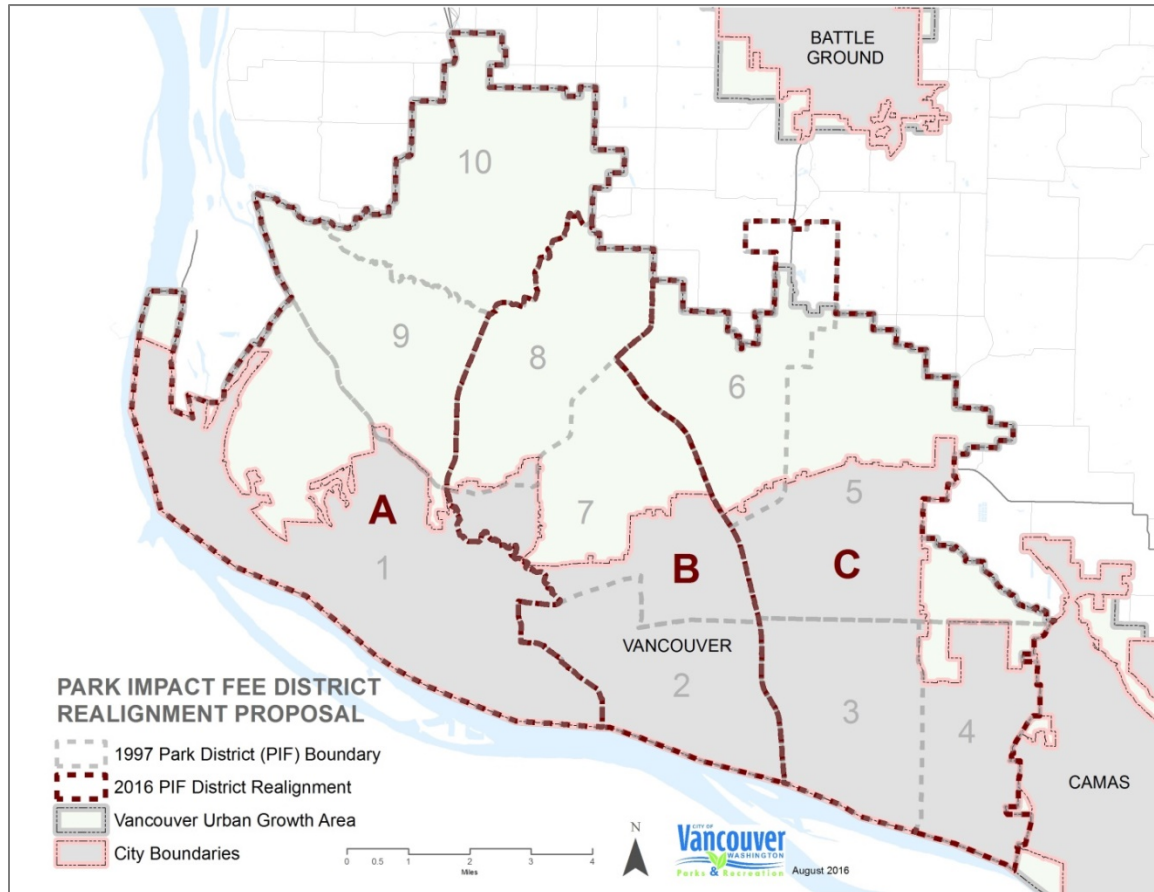 BATTLE
GROUND
10
9
8
6
7
5
A
1
B
C
VANCOUVER
2
3
4
CAMAS
PARK IMPACT FEE DISTRICT
REALIGNMENT PROPOSAL
1997 Park District (PIF) Boundary
2016 PIF District Realignment
Vancouver Urban Growth Area
City Boundaries
0 0.5 1 2 3 4
Miles
N
CITY OF
Vancouver
WASHINGTON
Parks & Recreation
August 2016